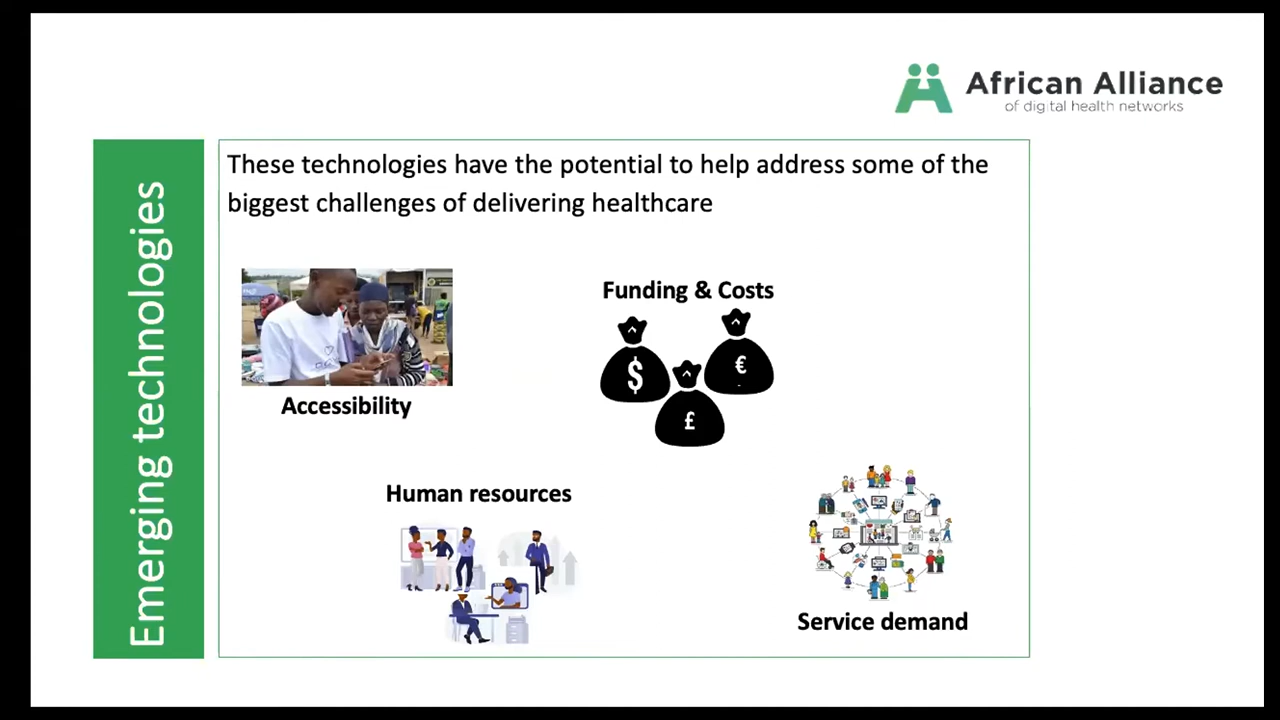 African Alliance
of digital health networks
Emerging technologies
These technologies have the potential to help address some of the
biggest challenges of delivering healthcare
Accessibility
Funding & Costs
$
€
£
Human resources
Service demand